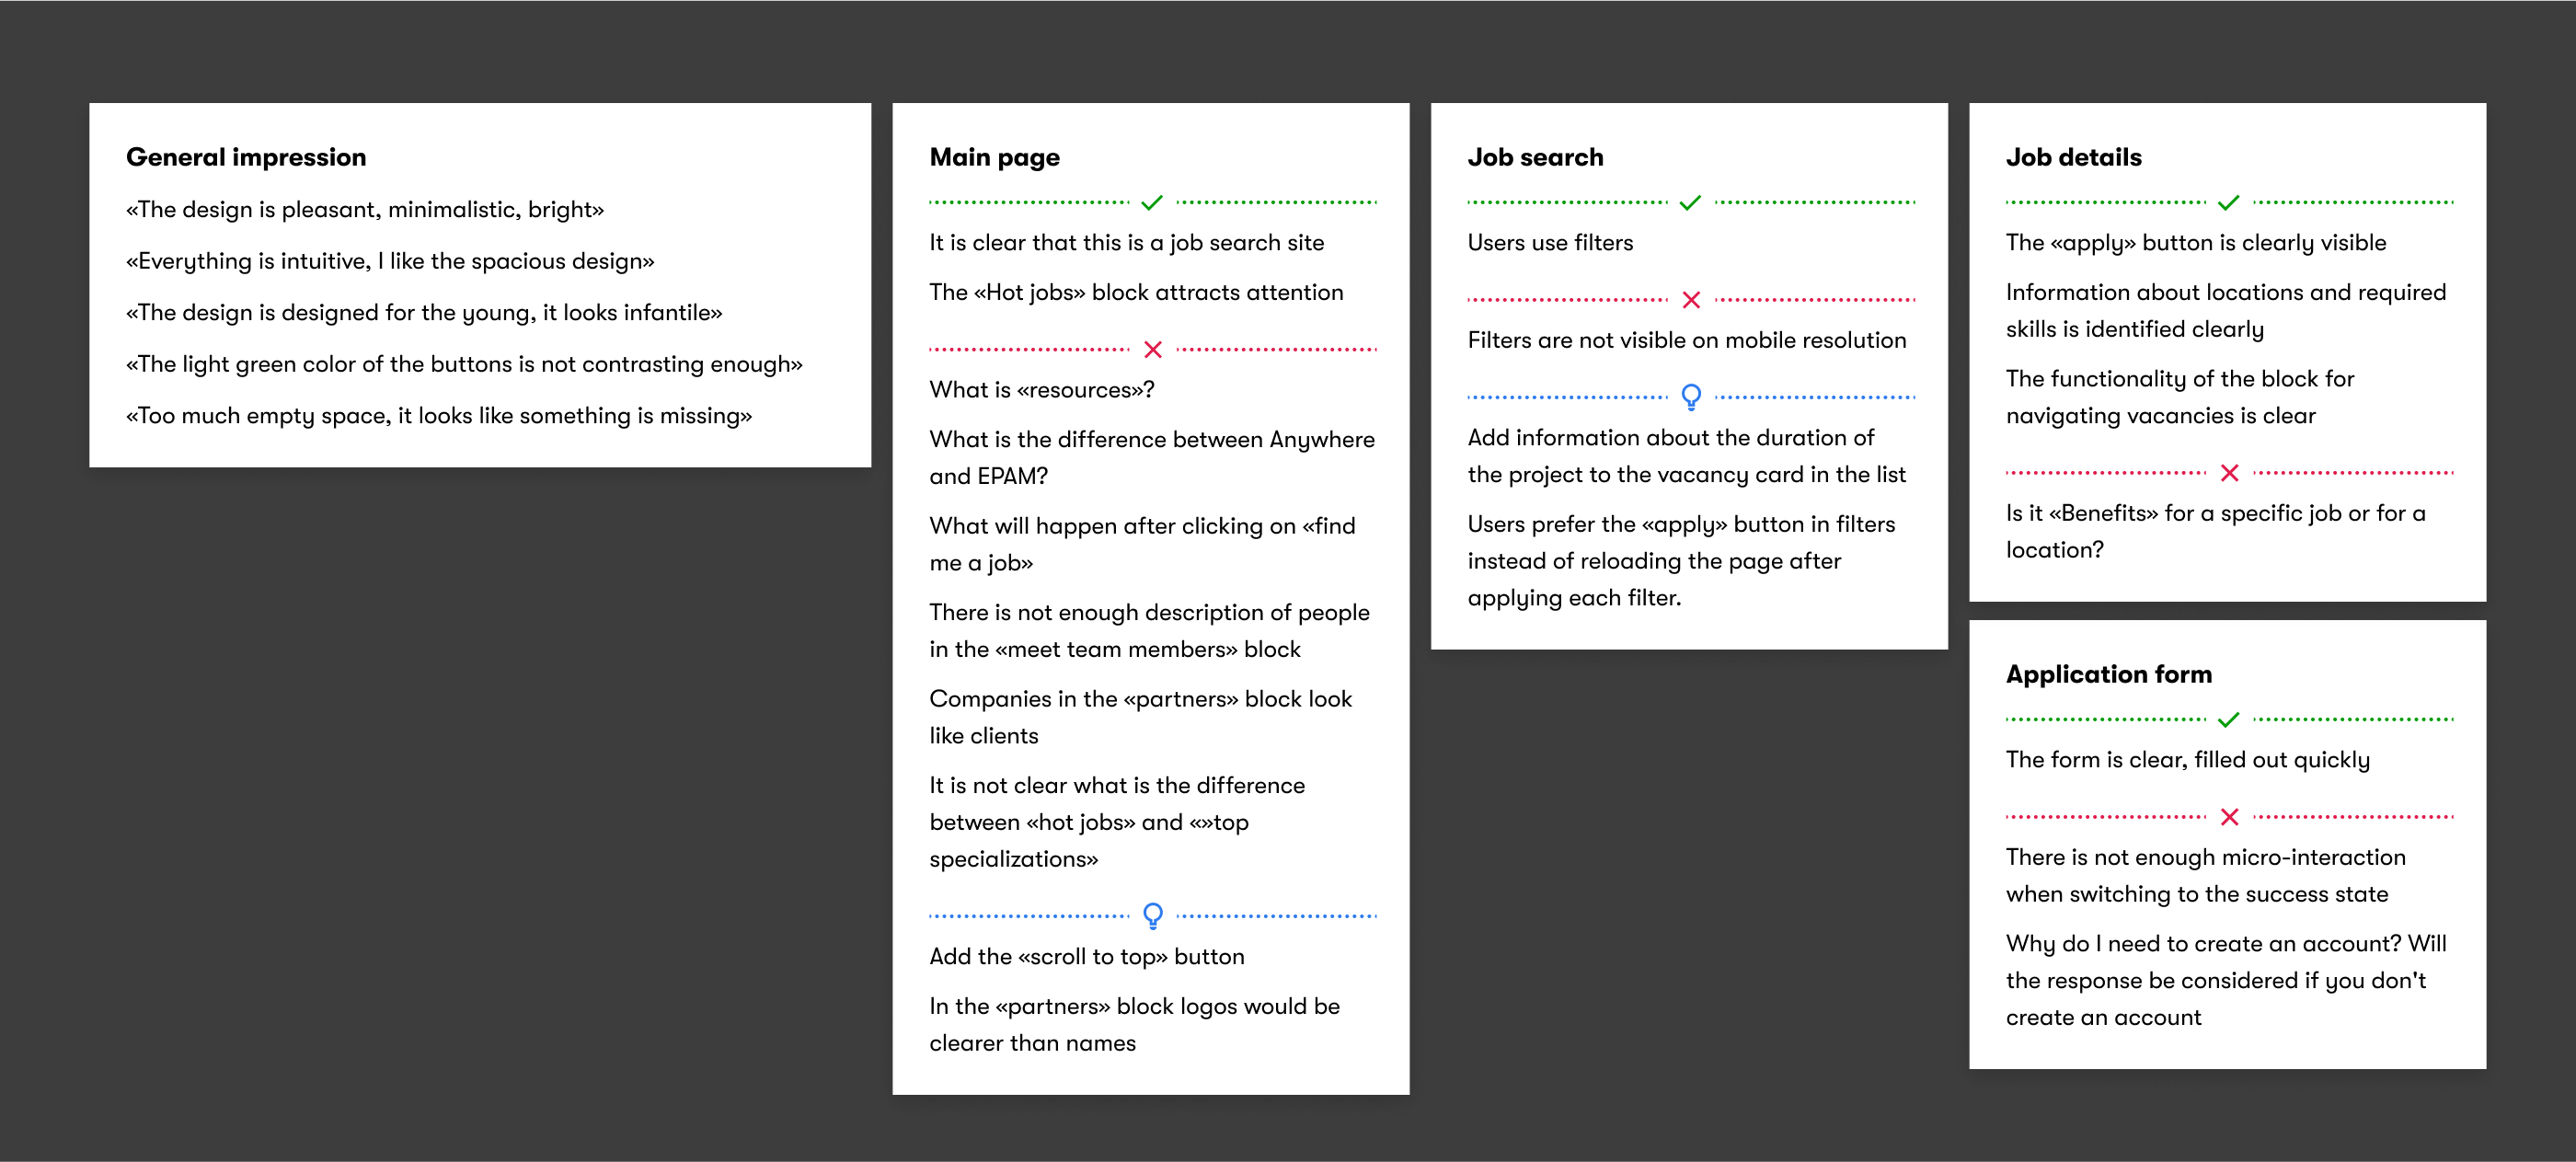 General impression
«The design is pleasant, minimalistic, bright»
«Everything is intuitive, I like the spacious design»
«The design is designed for the young, it looks infantile»
«The light green color of the buttons is not contrasting enough»
«Too much empty space, it looks like something is missing»
Main page
It is clear that this is a job search site
The «Hot jobs» block attracts attention
What is «resources»?
What is the difference between Anywhere
and EPAM?
What will happen after clicking on «find
me a job»
There is not enough description of people
in the «meet team members» block
Companies in the «partners» block look
like clients
It is not clear what is the difference
between «hot jobs» and «»top
specializations»
Add the «scroll to top» button
In the «partners» block logos would be
clearer than names
Job search
Users use filters
Filters are not visible on mobile resolution
Add information about the duration of
the project to the vacancy card in the list
Users prefer the «apply» button in filters
instead of reloading the page after
applying each filter.
Job details
The «apply» button is clearly visible
Information about locations and required
skills is identified clearly
The functionality of the block for
navigating vacancies is clear
Is it «Benefits» for a specific job or for a
location?
Application form
The form is clear, filled out quickly
There is not enough micro-interaction
when switching to the success state
Why do I need to create an account? Will
the response be considered if you don't
create an account